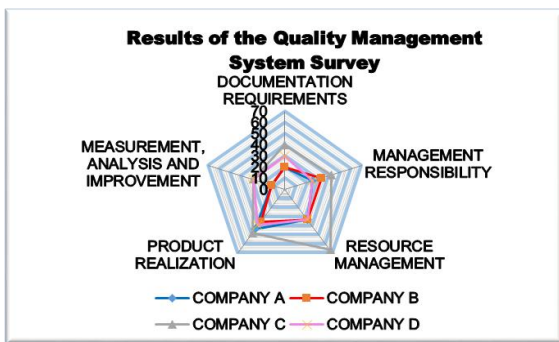 Results of the Quality Management
System Survey
DOCUMENTATION
REQUIREMENTS
70
60
50
40
30
20
10
0
MEASUREMENT,
ANALYSIS AND
IMPROVEMENT
MANAGEMENT
RESPONSIBILITY
PRODUCT
REALIZATION
RESOURCE
MANAGEMENT
COMPANY A COMPANY B
COMPANY C COMPANY D